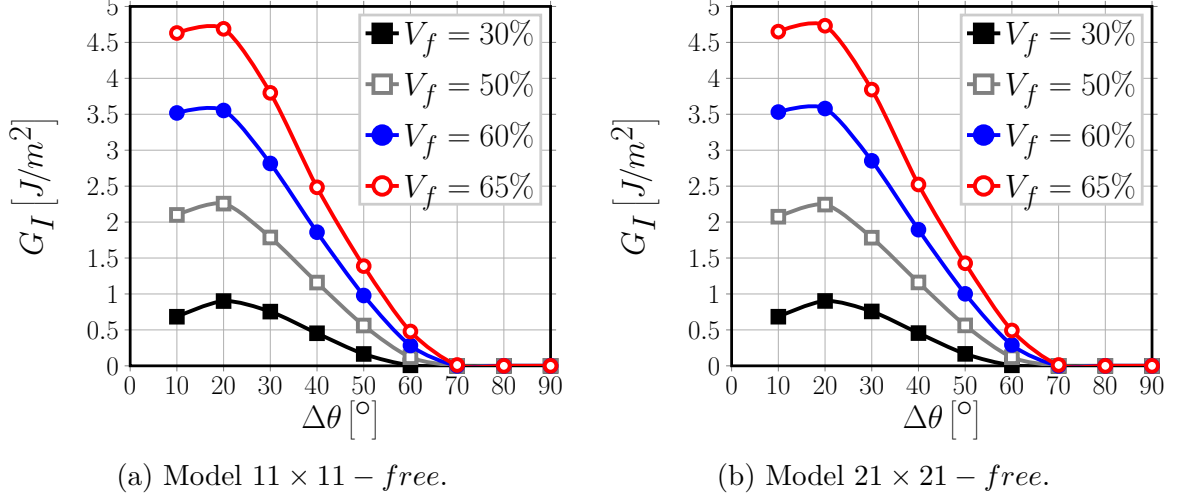 5
4.5
4
3.5
3
2.5
2
1.5
1
0.5
0
G_I [J/m²]
V_f = 30%
V_f = 50%
V_f = 60%
V_f = 65%
0 10 20 30 40 50 60 70 80 90
Δθ [°]
(a) Model 11 × 11 − free.
5
4.5
4
3.5
3
2.5
2
1.5
1
0.5
0
G_I [J/m²]
V_f = 30%
V_f = 50%
V_f = 60%
V_f = 65%
0 10 20 30 40 50 60 70 80 90
Δθ [°]
(b) Model 21 × 21 − free.